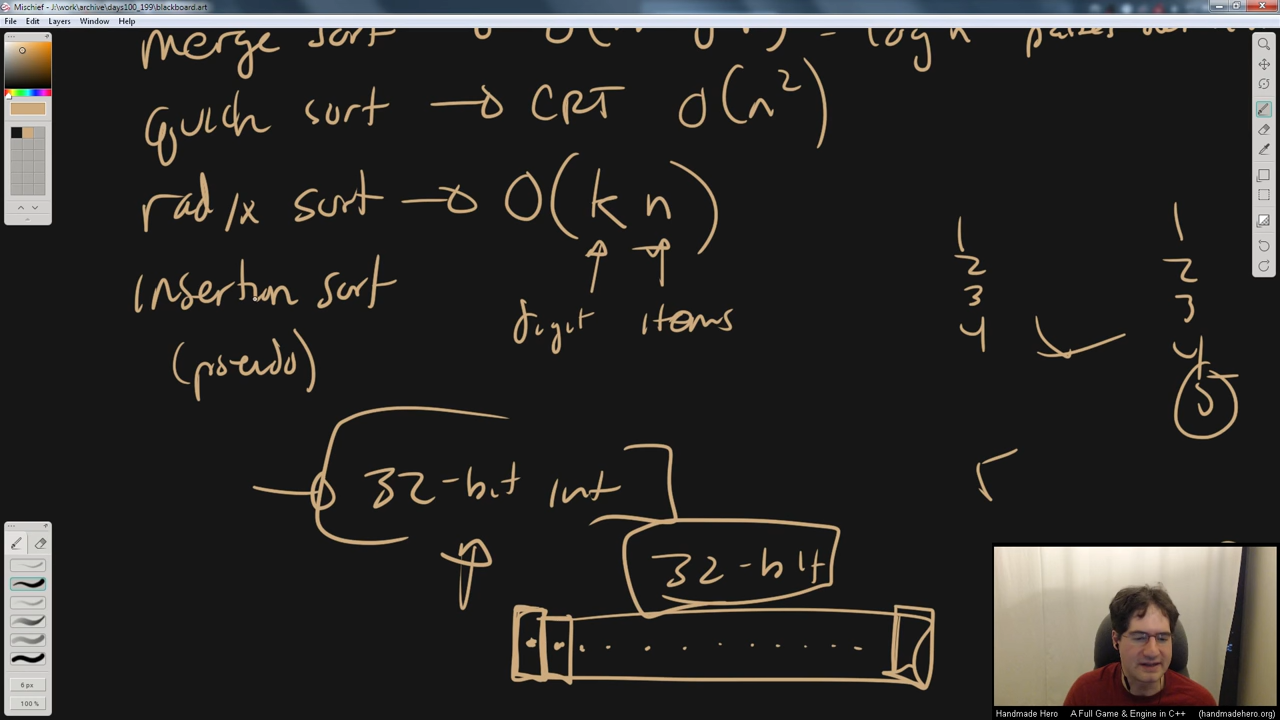 Mischief - J:\work\archive\days100_199\blackboard.art
File Edit Layers Window Help
merge sort
quick sort → CRT O(n²)
radix sort → O(k n)
insertion sort
digit items
(pseudo)
1
2
3
4
1
2
3
4
5
32-bit int
32-bit
6 px
100 %
Handmade Hero A Full Game & Engine in C++ (handmadehero.org)